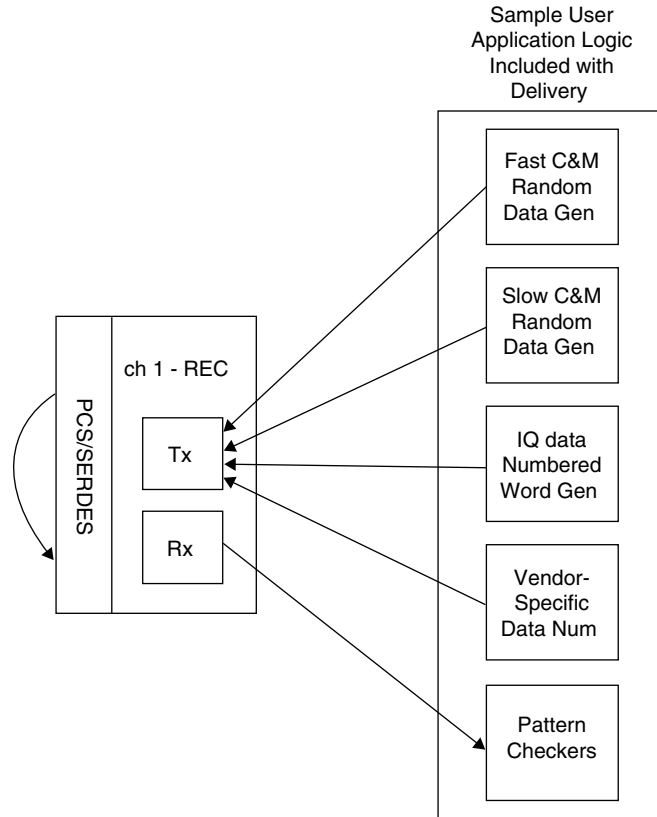 Sample User
Application Logic
Included with
Delivery
Fast C&M
Random
Data Gen
Slow C&M
Random
Data Gen
ch 1 - REC
PCS/SERDES
Tx
IQ data
Numbered
Word Gen
Rx
Vendor-
Specific
Data Num
Pattern
Checkers